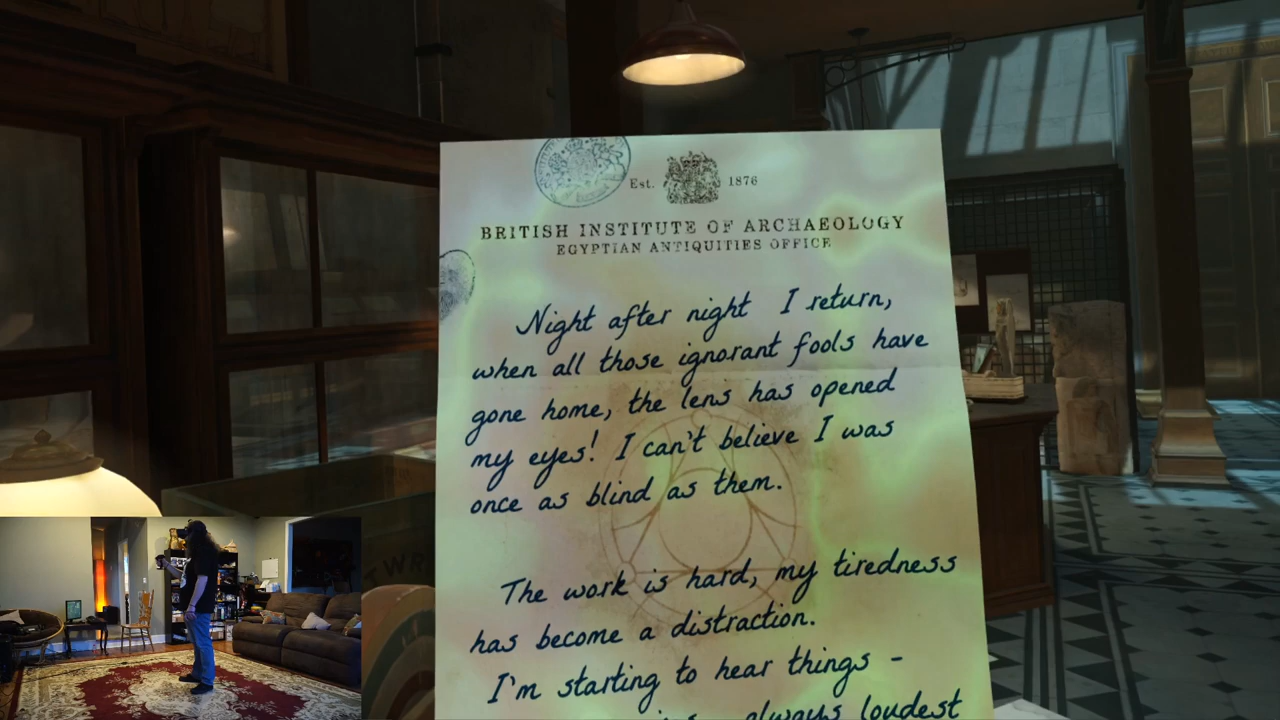 Est. 1876
BRITISH INSTITUTE OF ARCHAEOLOGY
EGYPTIAN ANTIQUITIES OFFICE
Night after night I return,
when all those ignorant fools have
gone home, the lens has opened
my eyes! I can't believe I was
once as blind as them.
The work is hard, my tiredness
has become a distraction.
I'm starting to hear things -
always loudest